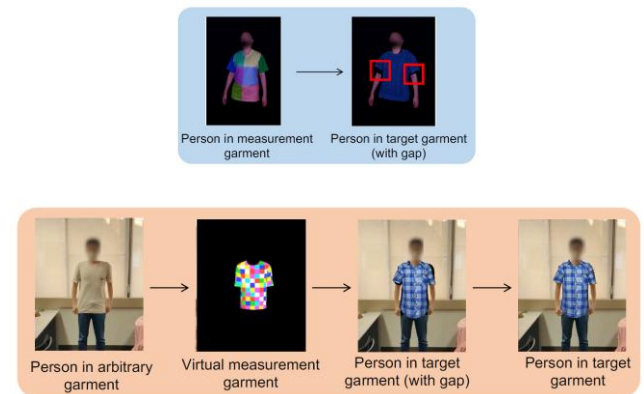 Person in measurement
garment
Person in target garment
(with gap)
Person in arbitrary
garment
Virtual measurement
garment
Person in target
garment (with gap)
Person in target
garment